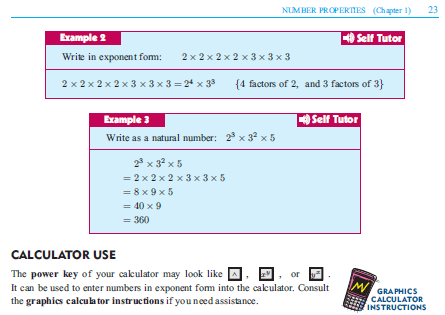 NUMBER PROPERTIES (Chapter 1) 23
Example 2 Self Tutor
Write in exponent form: 2 × 2 × 2 × 2 × 3 × 3 × 3
2 × 2 × 2 × 2 × 3 × 3 × 3 = 2⁴ × 3³ {4 factors of 2, and 3 factors of 3}
Example 3 Self Tutor
Write as a natural number: 2³ × 3² × 5
2³ × 3² × 5
= 2 × 2 × 2 × 3 × 3 × 5
= 8 × 9 × 5
= 40 × 9
= 360
CALCULATOR USE
The power key of your calculator may look like ^ , xʸ , or yˣ .
It can be used to enter numbers in exponent form into the calculator. Consult
the graphics calculator instructions if you need assistance.
GRAPHICS
CALCULATOR
INSTRUCTIONS